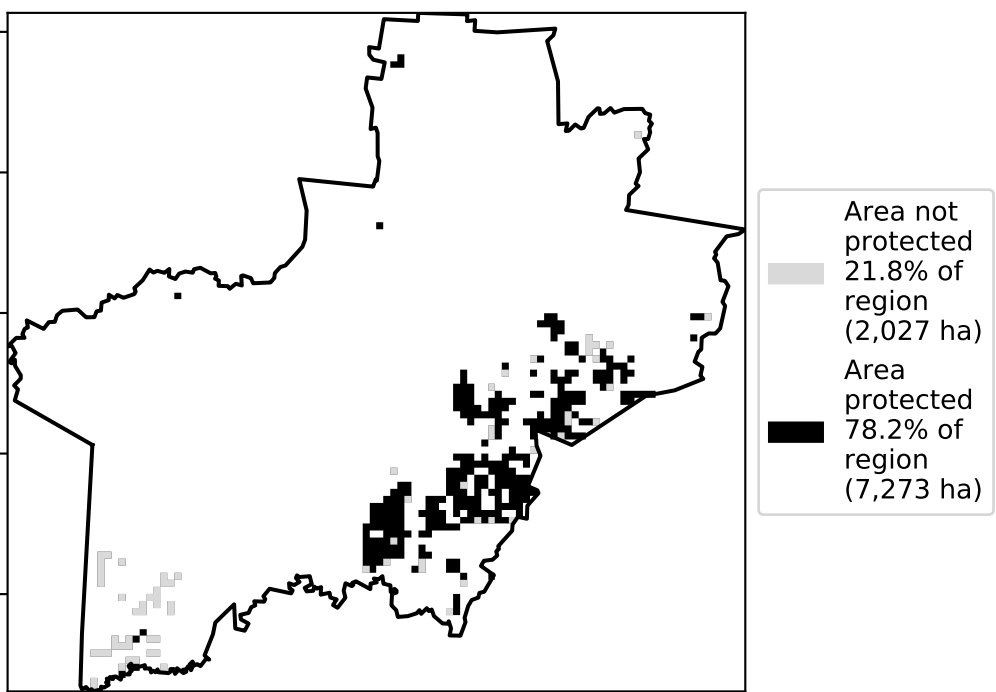 Area not
protected
21.8% of
region
(2,027 ha)
Area
protected
78.2% of
region
(7,273 ha)